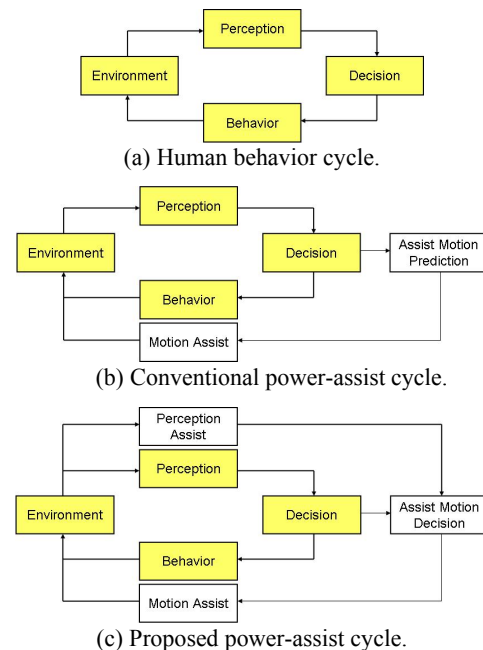 Perception
Environment
Decision
Behavior
(a) Human behavior cycle.
Perception
Environment
Decision
Assist Motion
Prediction
Behavior
Motion Assist
(b) Conventional power-assist cycle.
Perception
Assist
Perception
Environment
Decision
Assist Motion
Decision
Behavior
Motion Assist
(c) Proposed power-assist cycle.